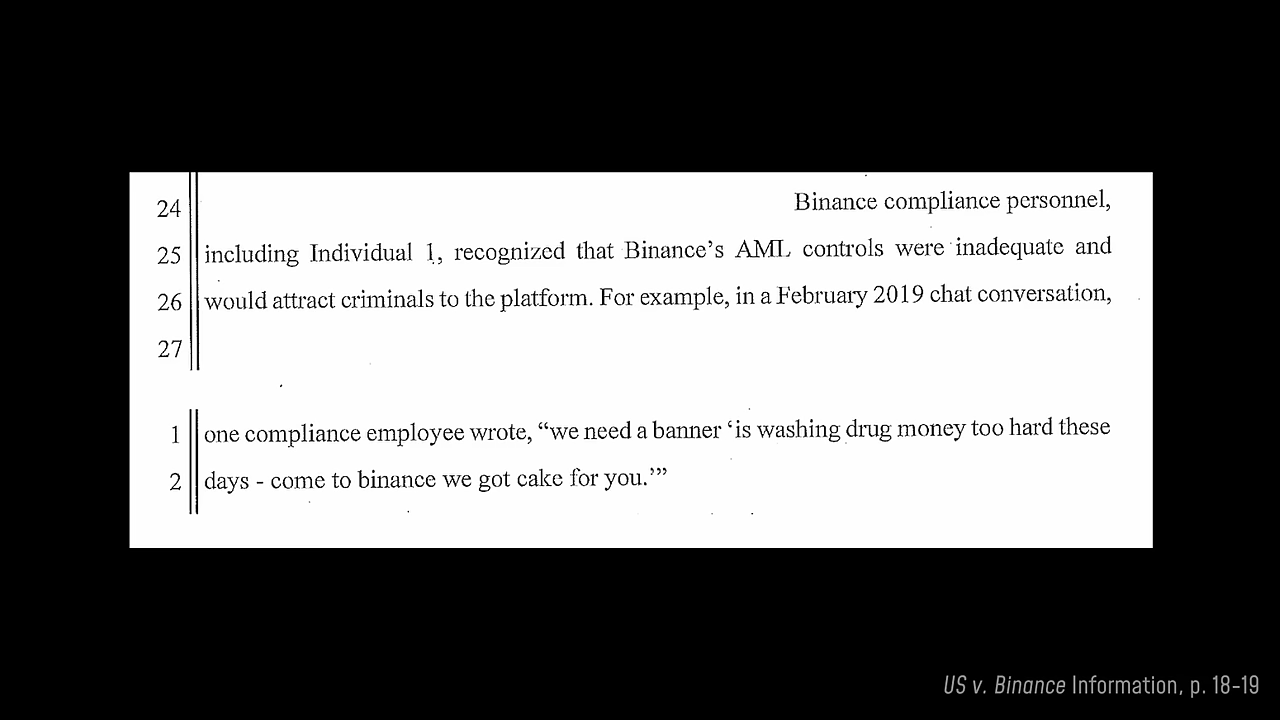 24 Binance compliance personnel,
25 including Individual 1, recognized that Binance's AML controls were inadequate and
26 would attract criminals to the platform. For example, in a February 2019 chat conversation,
27
1 one compliance employee wrote, “we need a banner ‘is washing drug money too hard these
2 days - come to binance we got cake for you.’”
US v. Binance Information, p. 18-19